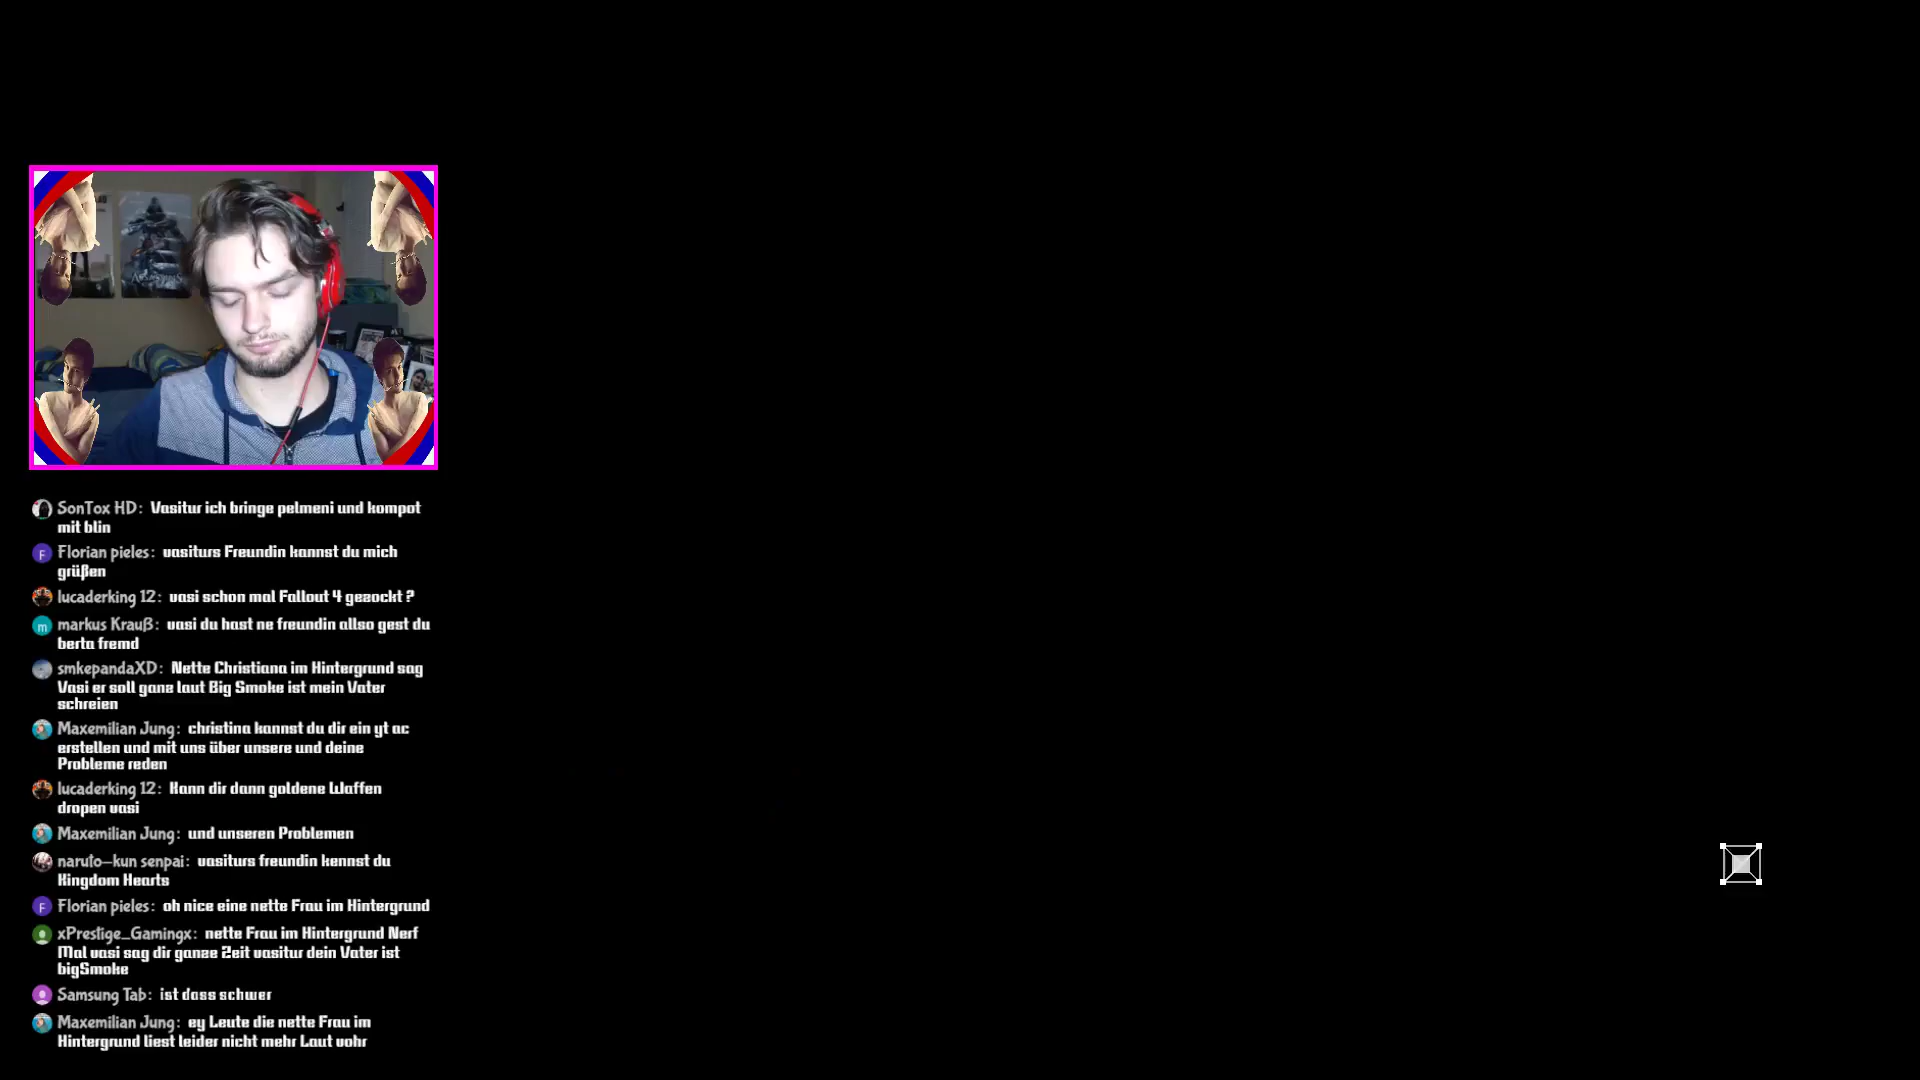 SonTox HD: Vasitur ich bringe pelmeni und kompot
mit blin
Florian pieles: vasiturs Freundin kannst du mich
grüßen
lucaderking 12: vasi schon mal Fallout 4 gezockt ?
markus Krauß: vasi du hast ne freundin allso gest du
berta fremd
smkepandaXD: Nette Christiana im Hintergrund sag
Vasi er soll ganz laut Big Smoke ist mein Vater
schreien
Maxemilian Jung: christina kannst du dir ein yt ac
erstellen und mit uns über unsere und deine
Probleme reden
lucaderking 12: Kann dir dann goldene Waffen
dropen vasi
Maxemilian Jung: und unseren Problemen
naruto-kun senpai: vasiturs freundin kennst du
Kingdom Hearts
Florian pieles: oh nice eine nette Frau im Hintergrund
xPrestige_Gamingx: nette Frau im Hintergrund Nerf
Mal vasi sag dir ganze Zeit vasitur dein Vater ist
bigSmoke
Samsung Tab: ist dass schwer
Maxemilian Jung: ey Leute die nette Frau im
Hintergrund liest leider nicht mehr Laut vohr